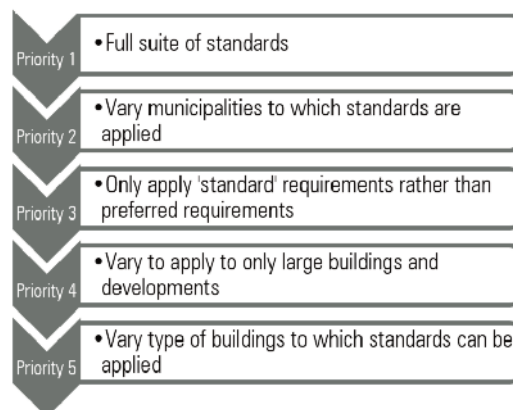 Priority 1
• Full suite of standards
Priority 2
• Vary municipalities to which standards are
applied
Priority 3
• Only apply 'standard' requirements rather than
preferred requirements
Priority 4
• Vary to apply to only large buildings and
developments
Priority 5
• Vary type of buildings to which standards can be
applied